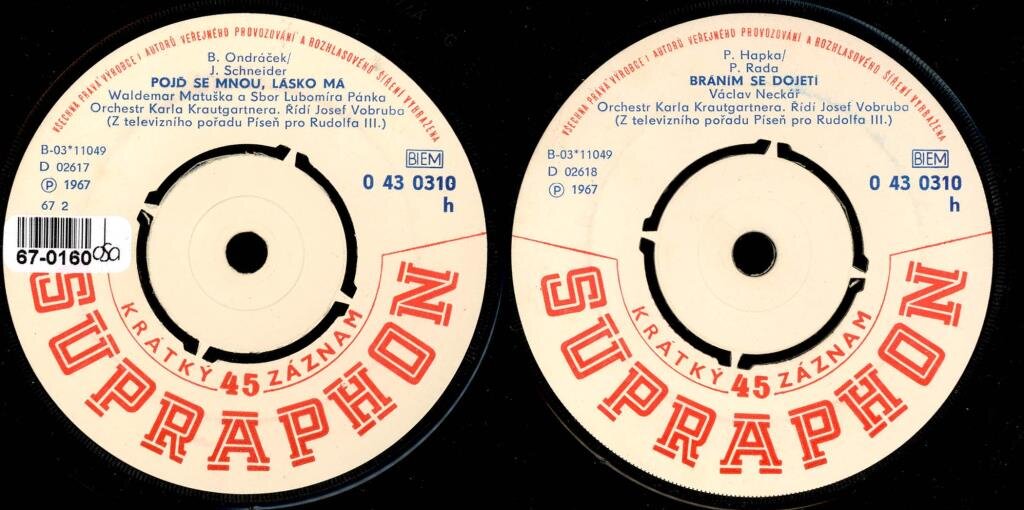 VŠECHNA PRÁVA VÝROBCE I AUTORŮ VEŘEJNÉHO PROVOZOVÁNÍ A ROZHLASOVÉHO ŠÍŘENÍ VYHRAŽENA
B. Ondráček/
J. Schneider
POJĎ SE MNOU, LÁSKO MÁ
Waldemar Matuška a Sbor Lubomíra Pánka
Orchestr Karla Krautgartnera. Řídí Josef Vobruba
(Z televizního pořadu Píseň pro Rudolfa III.)
B-03*11049
D 02617
Ⓟ 1967
67 2
BIEM
0 43 0310
h
67-0160
osa
KRÁTKÝ 45 ZÁZNAM
SUPRAPHON
VŠECHNA PRÁVA VÝROBCE I AUTORŮ VEŘEJNÉHO PROVOZOVÁNÍ A ROZHLASOVÉHO ŠÍŘENÍ VYHRAŽENA
P. Hapka/
P. Rada
BRÁNÍM SE DOJETÍ
Václav Neckář
Orchestr Karla Krautgartnera. Řídí Josef Vobruba
(Z televizního pořadu Píseň pro Rudolfa III.)
B-03*11049
D 02618
Ⓟ 1967
BIEM
0 43 0310
h
KRÁTKÝ 45 ZÁZNAM
SUPRAPHON